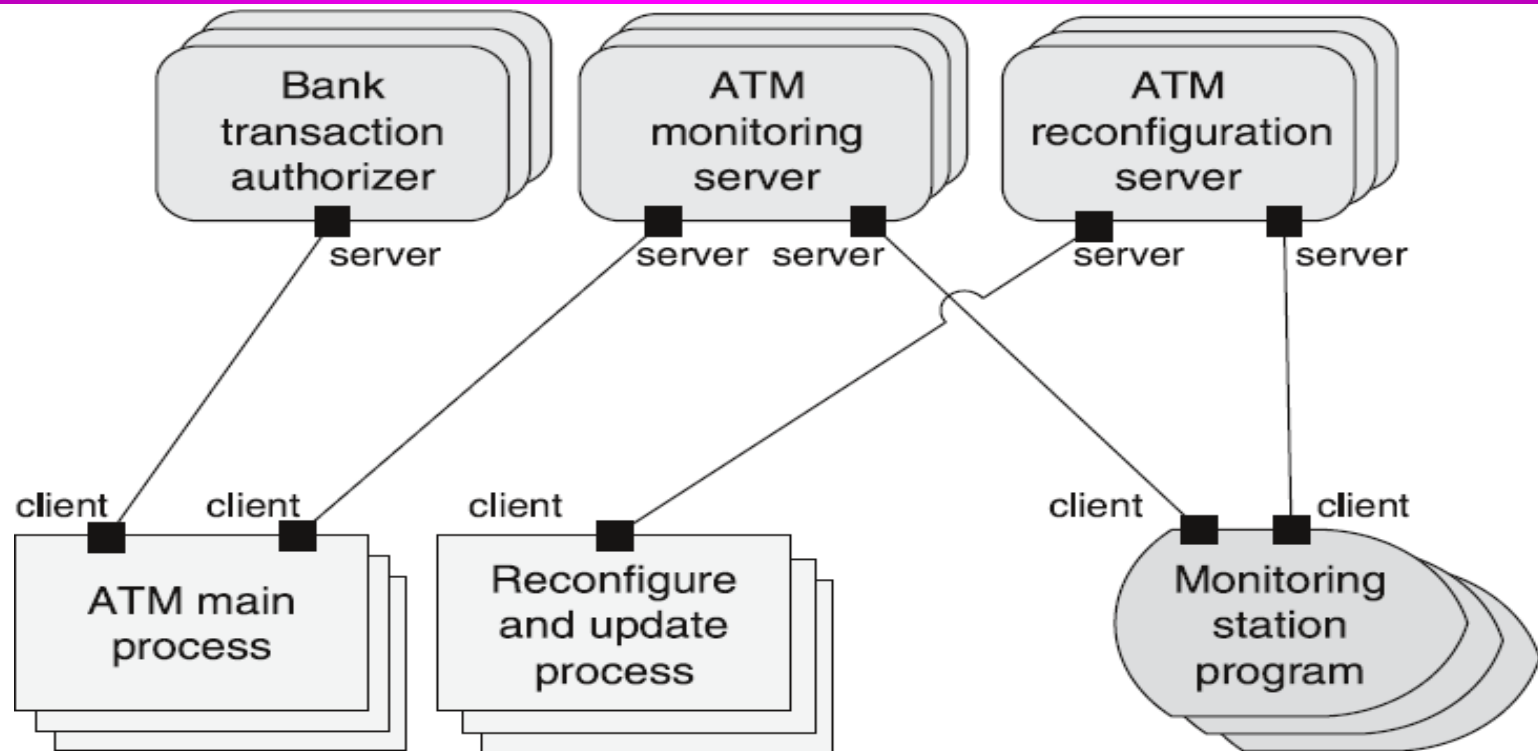 Bank
transaction
authorizer
ATM
monitoring
server
ATM
reconfiguration
server
server
server
server
server
server
client
client
client
client
client
ATM main
process
Reconfigure
and update
process
Monitoring
station
program